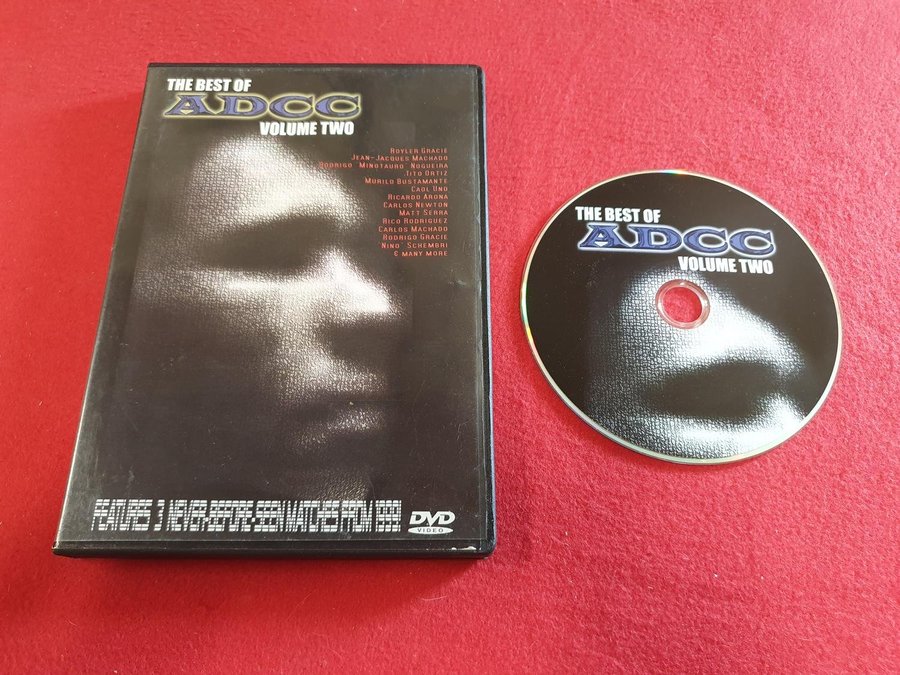 THE BEST OF
ADCC
VOLUME TWO
ROYLER GRACIE
JEAN-JACQUES MACHADO
RODRIGO "MINOTAURO" NOGUEIRA
TITO ORTIZ
MURILO BUSTAMANTE
CAOL UNO
RICARDO ARONA
CARLOS NEWTON
MATT SERRA
RICO RODRIGUEZ
CARLOS MACHADO
RODRIGO GRACIE
NINO SCHEMBRI
& MANY MORE
FEATURES 3 NEVER-BEFORE-SEEN MATCHES FROM 1999!
DVD
VIDEO
THE BEST OF
ADCC
VOLUME TWO